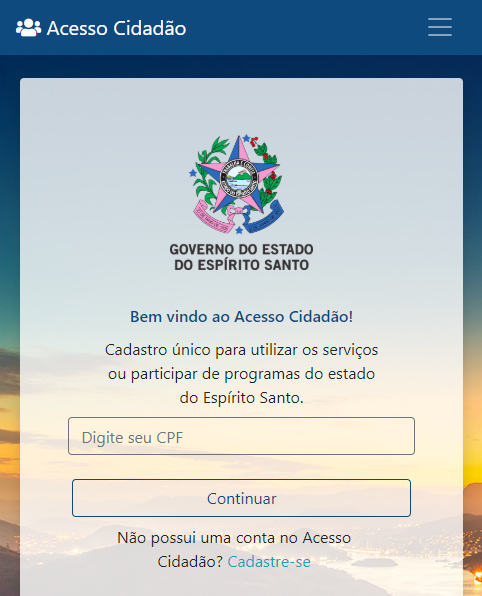 Acesso Cidadão
GOVERNO DO ESTADO
DO ESPÍRITO SANTO
Bem vindo ao Acesso Cidadão!
Cadastro único para utilizar os serviços
ou participar de programas do estado
do Espírito Santo.
Digite seu CPF
Continuar
Não possui uma conta no Acesso
Cidadão? Cadastre-se